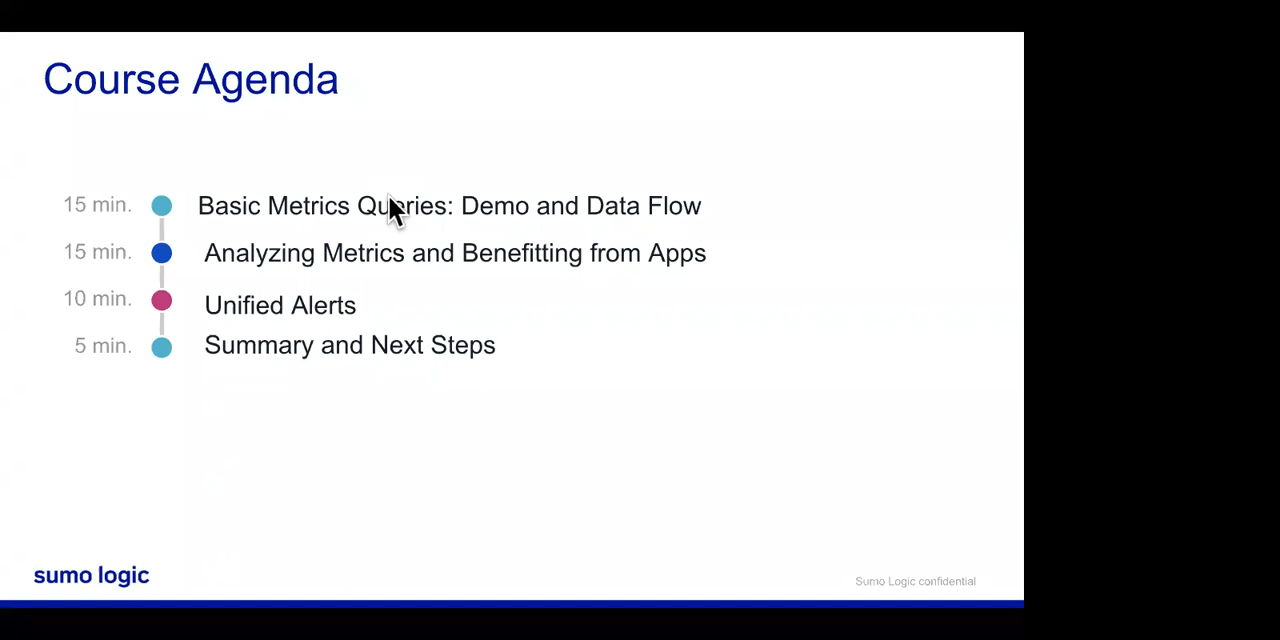 Course Agenda
15 min. Basic Metrics Queries: Demo and Data Flow
15 min. Analyzing Metrics and Benefitting from Apps
10 min. Unified Alerts
5 min. Summary and Next Steps
sumo logic
Sumo Logic confidential